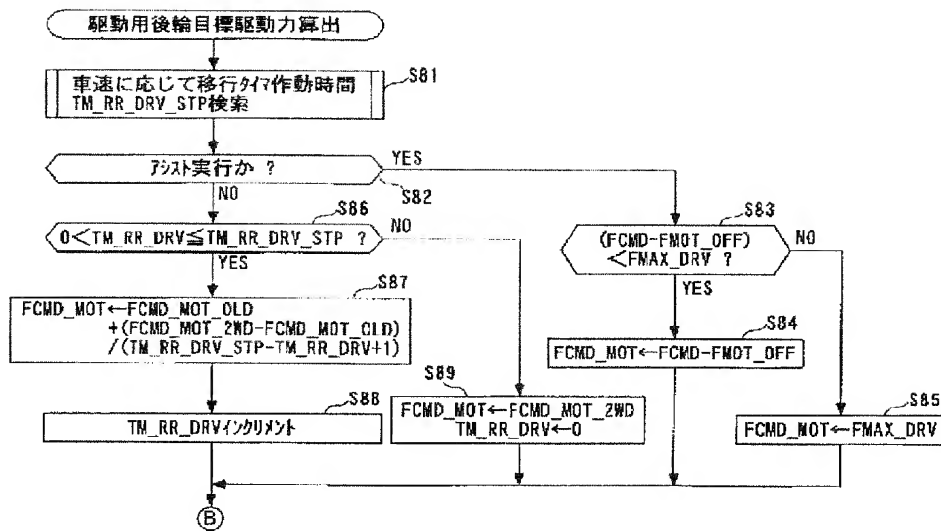 駆動用後輪目標駆動力算出
S81
車速に応じて移行ﾀｲﾏ作動時間
TM_RR_DRV_STP検索
ｱｼｽﾄ実行か ?
YES
S82
NO
S86
0<TM_RR_DRV≦TM_RR_DRV_STP ?
NO
YES
S83
(FCMD-FMOT_OFF)
<FMAX_DRV ?
NO
YES
S87
FCMD_MOT←FCMD_MOT_OLD
+(FCMD_MOT_2WD-FCMD_MOT_OLD)
/(TM_RR_DRV_STP-TM_RR_DRV+1)
S84
FCMD_MOT←FCMD-FMOT_OFF
S88
TM_RR_DRVｲﾝｸﾘﾒﾝﾄ
S89
FCMD_MOT←FCMD_MOT_2WD
TM_RR_DRV←0
S85
FCMD_MOT←FMAX_DRV
B